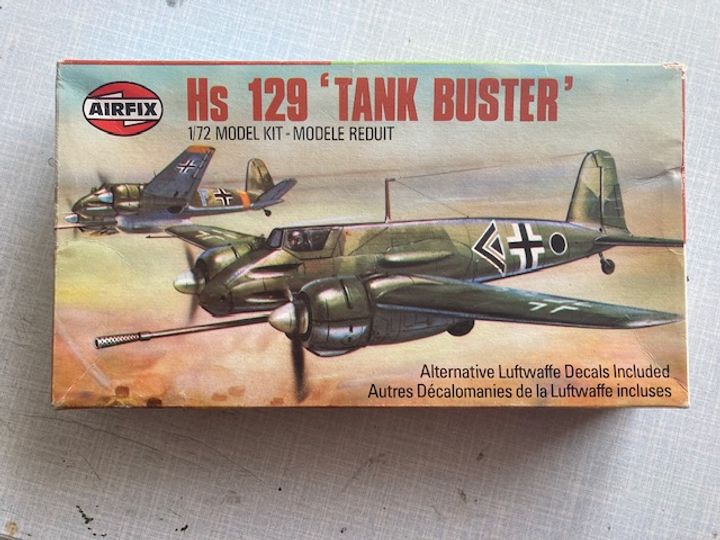 AIRFIX
Hs 129 'TANK BUSTER'
1/72 MODEL KIT - MODELE REDUIT
Alternative Luftwaffe Decals Included
Autres Décalomanies de la Luftwaffe incluses